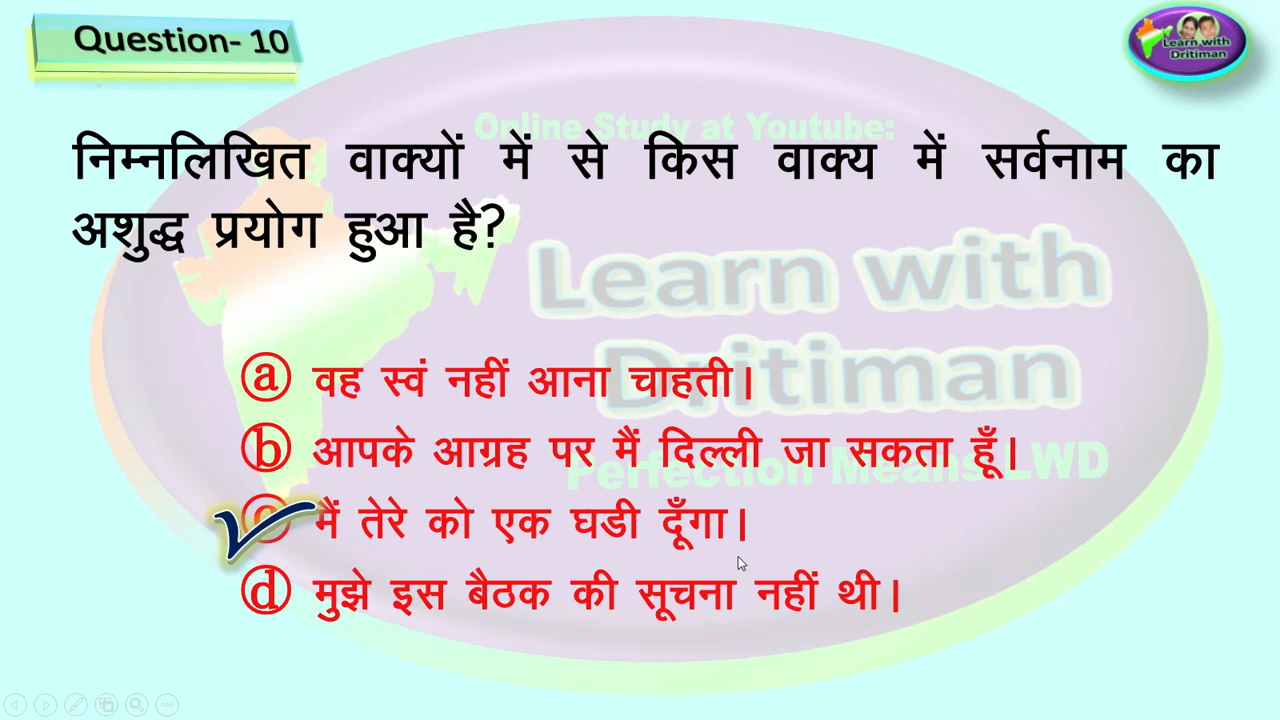 Question- 10
Learn with
Dritiman
Online Study at Youtube:
निम्नलिखित वाक्यों में से किस वाक्य में सर्वनाम का
अशुद्ध प्रयोग हुआ है?
Learn with
Dritiman
ⓐ वह स्वं नहीं आना चाहती।
ⓑ आपके आग्रह पर मैं दिल्ली जा सकता हूँ।
Perfection Means LWD
ⓒ मैं तेरे को एक घडी दूँगा।
ⓓ मुझे इस बैठक की सूचना नहीं थी।